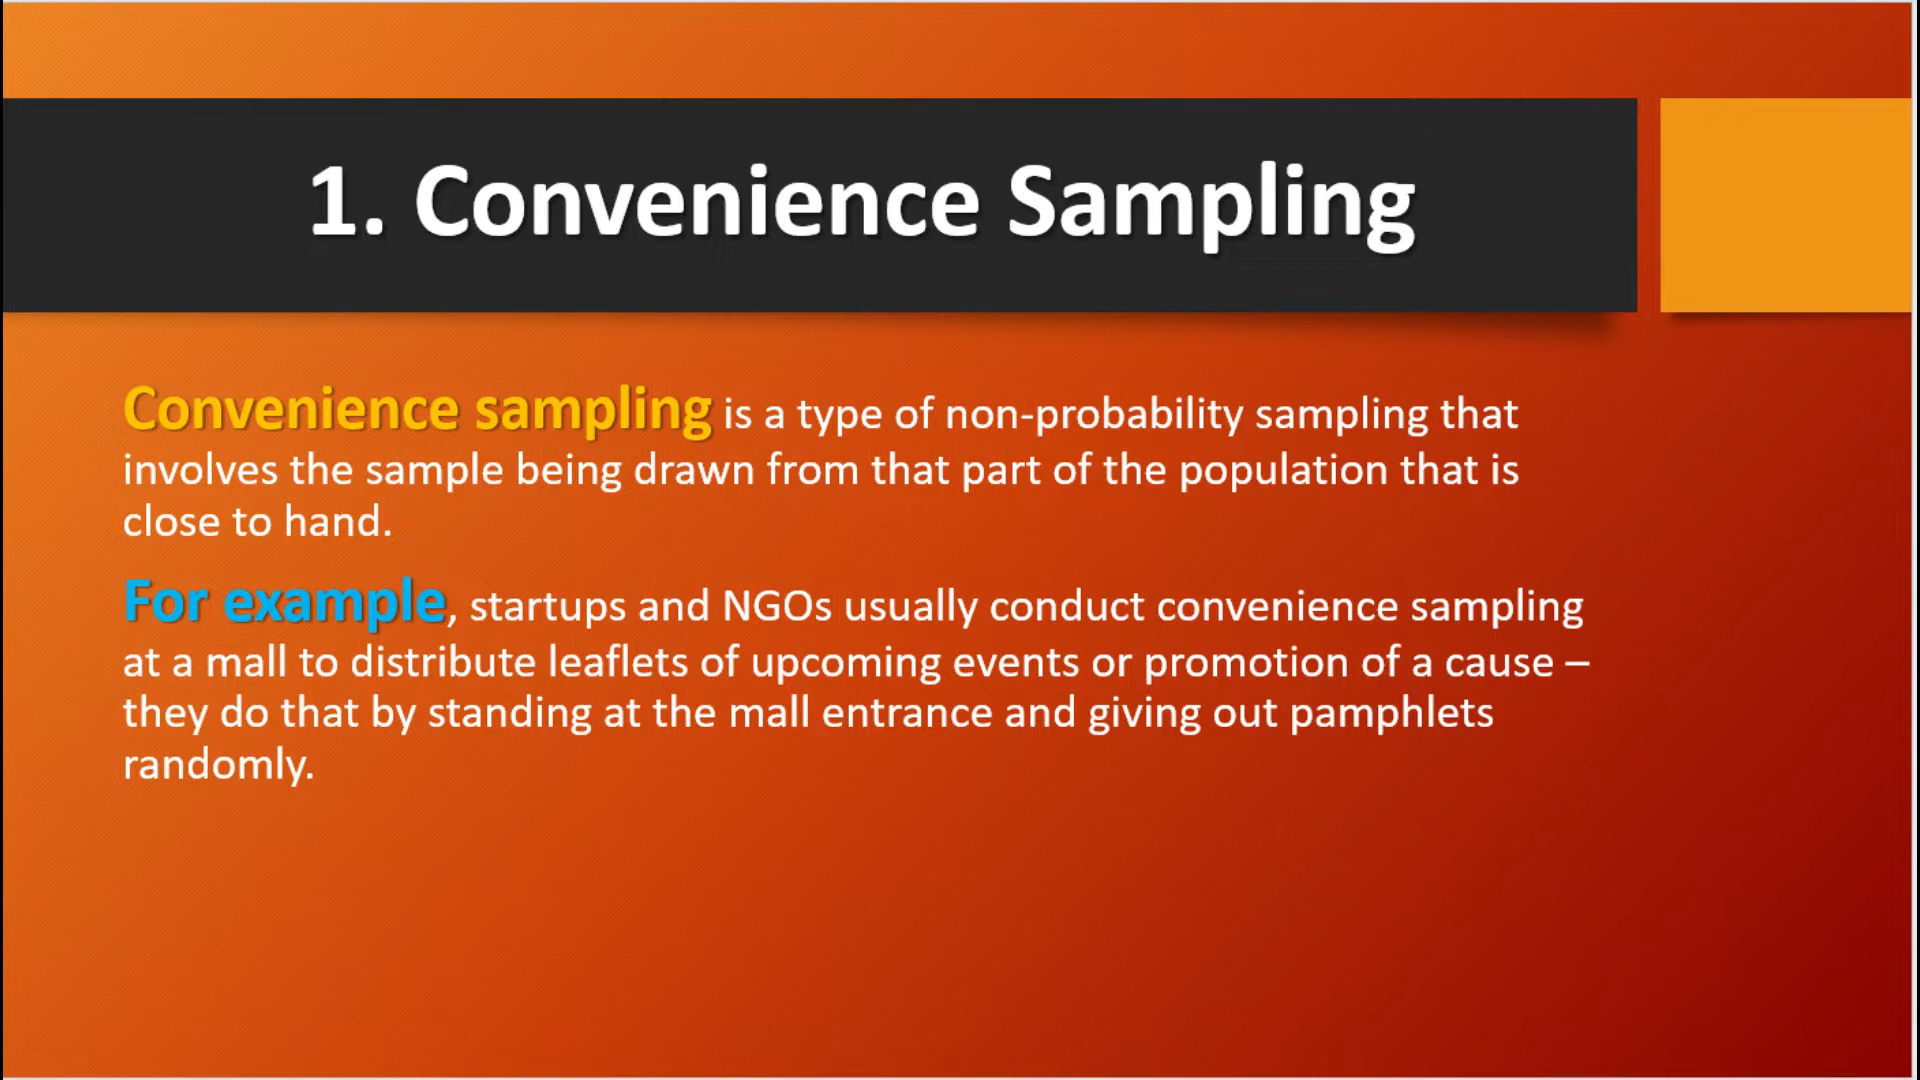 1. Convenience Sampling
Convenience sampling is a type of non-probability sampling that
involves the sample being drawn from that part of the population that is
close to hand.
For example, startups and NGOs usually conduct convenience sampling
at a mall to distribute leaflets of upcoming events or promotion of a cause –
they do that by standing at the mall entrance and giving out pamphlets
randomly.